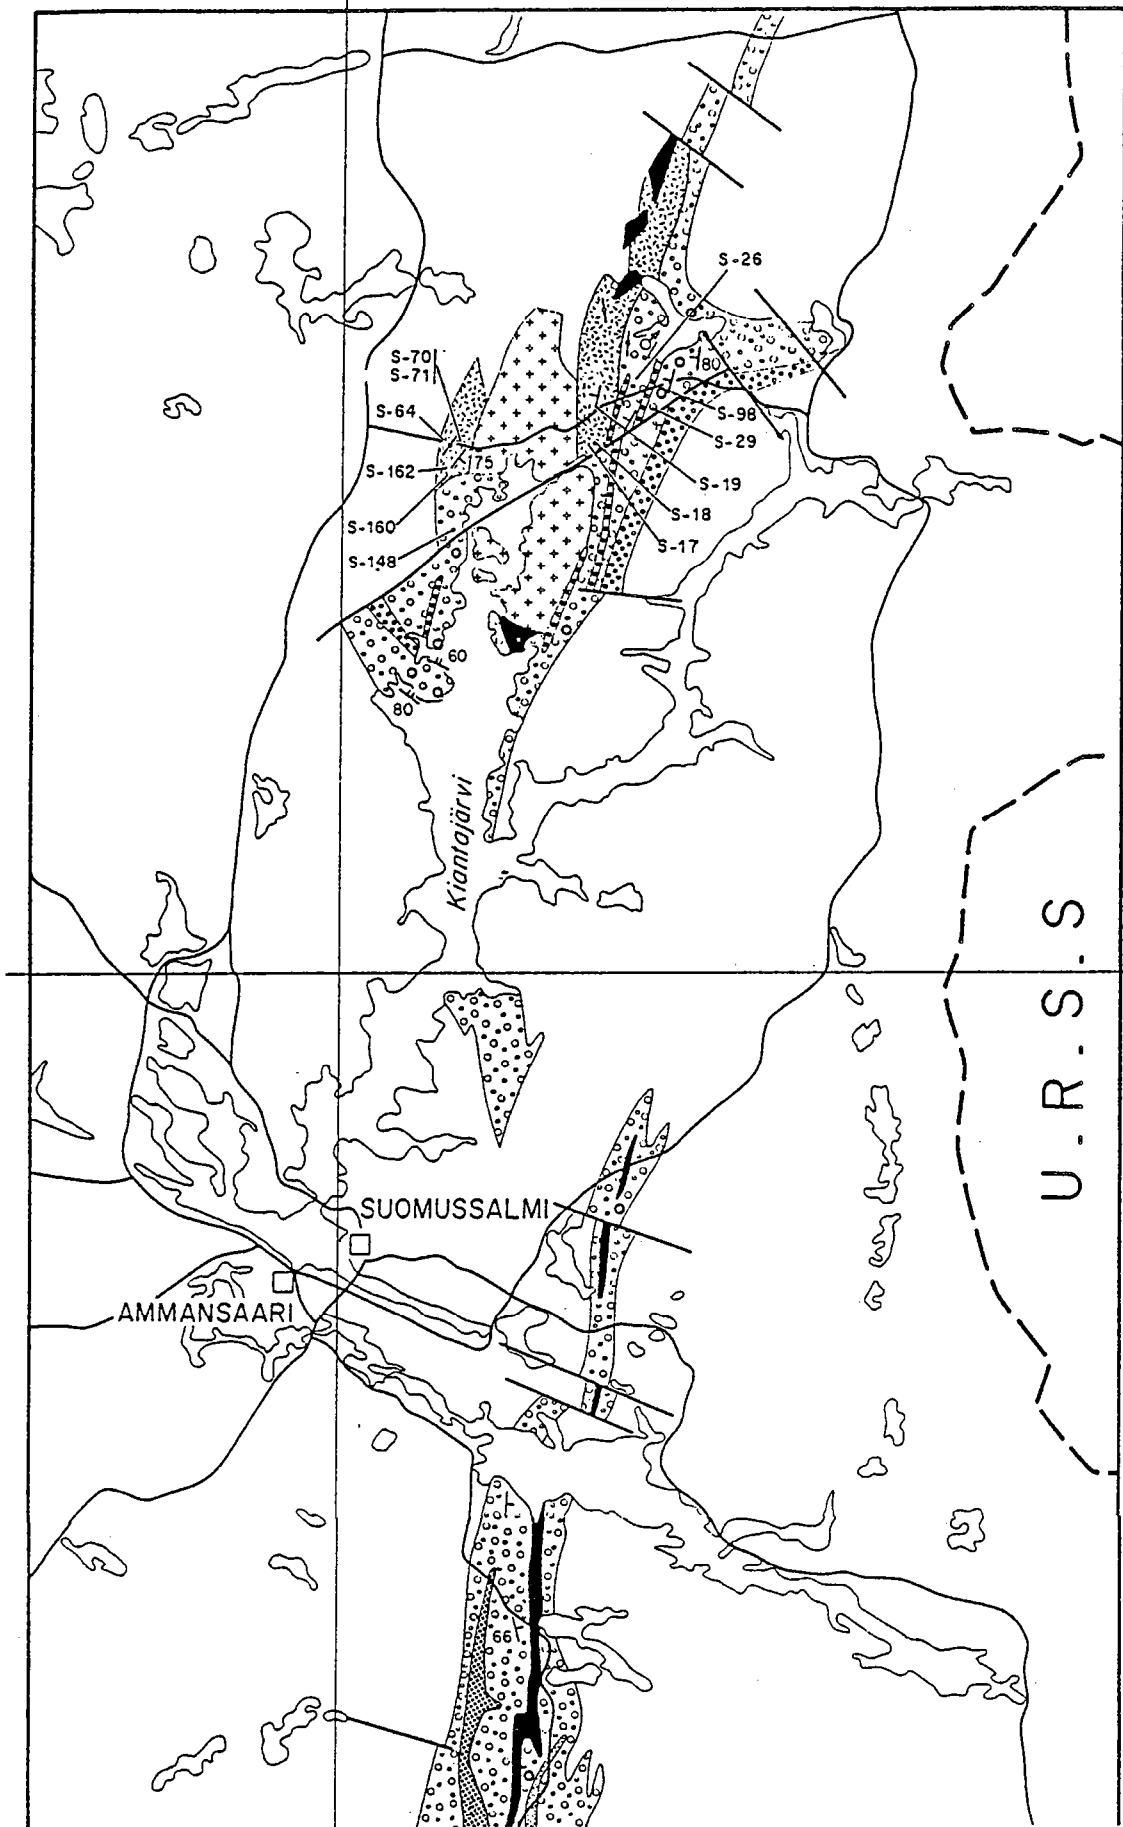 S-26
S-70
S-71
80
S-64
S-98
S-29
S-162
75
S-19
S-18
S-160
S-17
S-148
60
80
Kiantajärvi
U.R.S.S
SUOMUSSALMI
AMMANSAARI
66